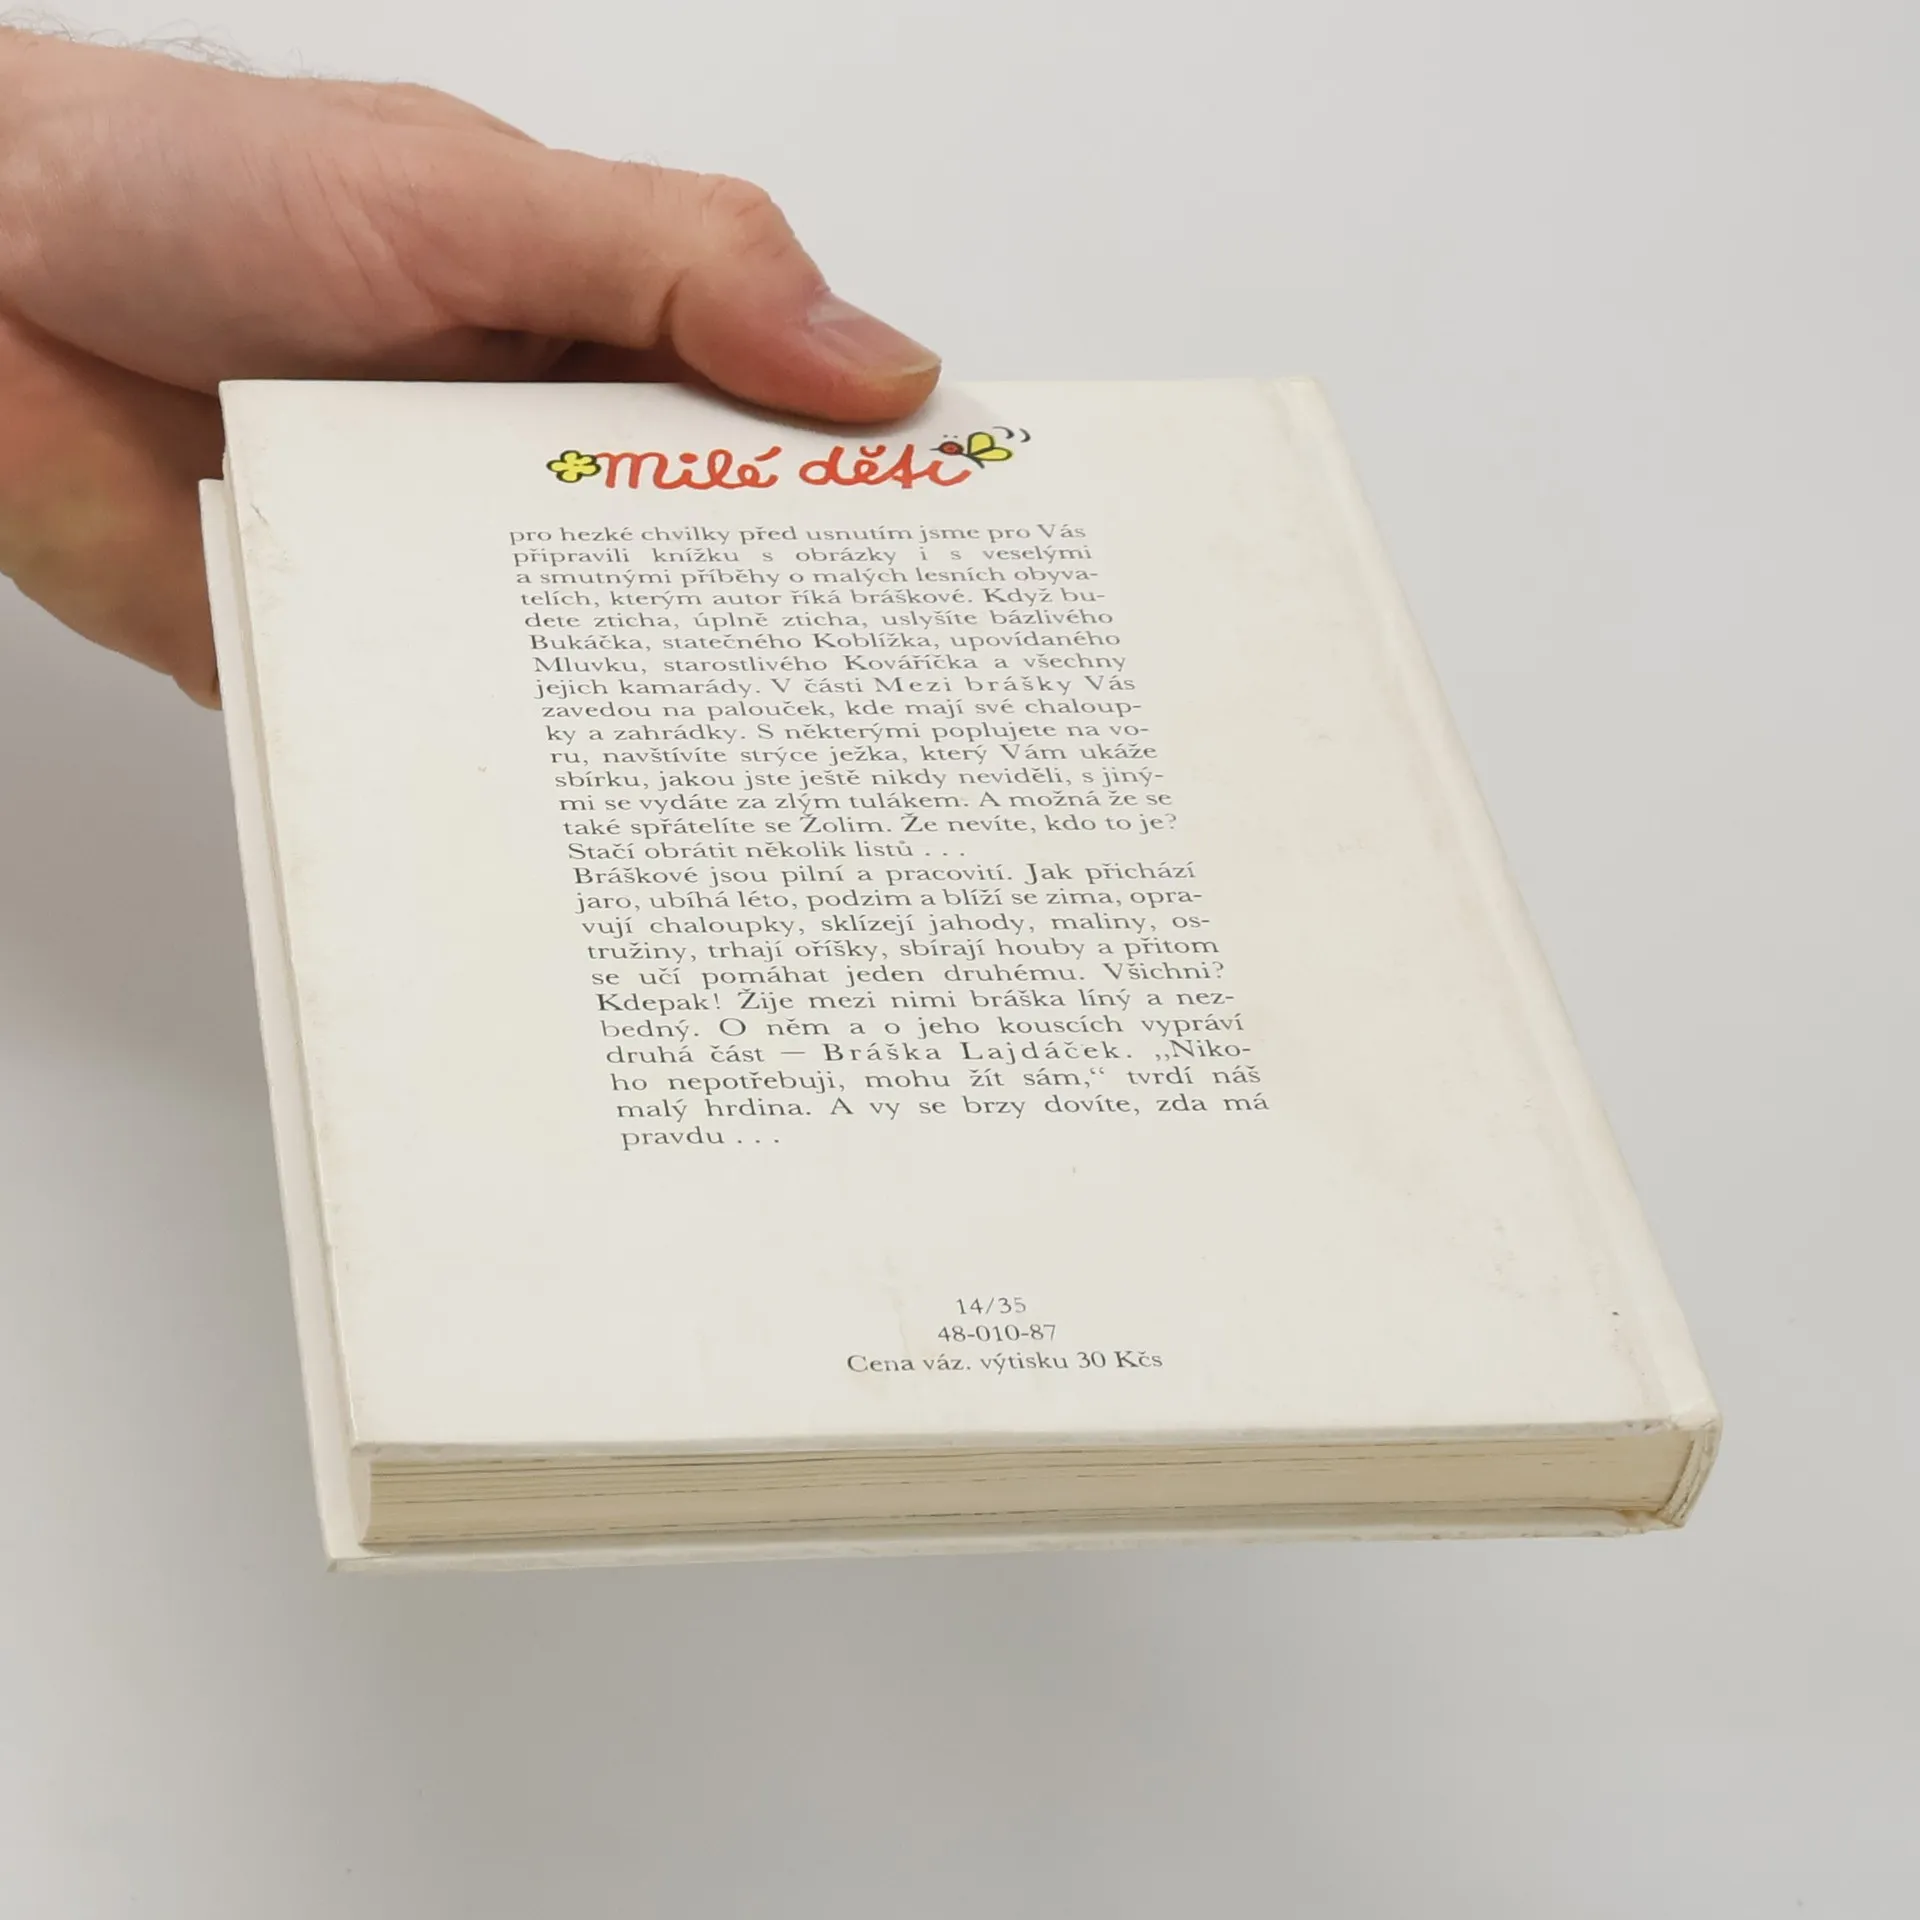 milé děti
pro hezké chvilky před usnutím jsme pro Vás
připravili knížku s obrázky i s veselými
a smutnými příběhy o malých lesních obyva-
telích, kterým autor říká bráškové. Když bu-
dete zticha, úplně zticha, uslyšíte bázlivého
Bukáčka, statečného Koblížka, upovídaného
Mluvku, starostlivého Kováříčka a všechny
jejich kamarády. V části Mezi brášky Vás
zavedou na palouček, kde mají své chaloup-
ky a zahrádky. S některými poplujete na vo-
ru, navštívíte strýce ježka, který Vám ukáže
sbírku, jakou jste ještě nikdy neviděli, s jiný-
mi se vydáte za zlým tulákem. A možná že se
také spřátelíte se Žolim. Že nevíte, kdo to je?
Stačí obrátit několik listů . . .
Bráškové jsou pilní a pracovití. Jak přichází
jaro, ubíhá léto, podzim a blíží se zima, opra-
vují chaloupky, sklízejí jahody, maliny, os-
tružiny, trhají oříšky, sbírají houby a přitom
se učí pomáhat jeden druhému. Všichni?
Kdepak! Žije mezi nimi bráška líný a nez-
bedný. O něm a o jeho kouscích vypráví
druhá část — Bráška Lajdáček. „Niko-
ho nepotřebuji, mohu žít sám,“ tvrdí náš
malý hrdina. A vy se brzy dovíte, zda má
pravdu . . .
14/35
48-010-87
Cena váz. výtisku 30 Kčs